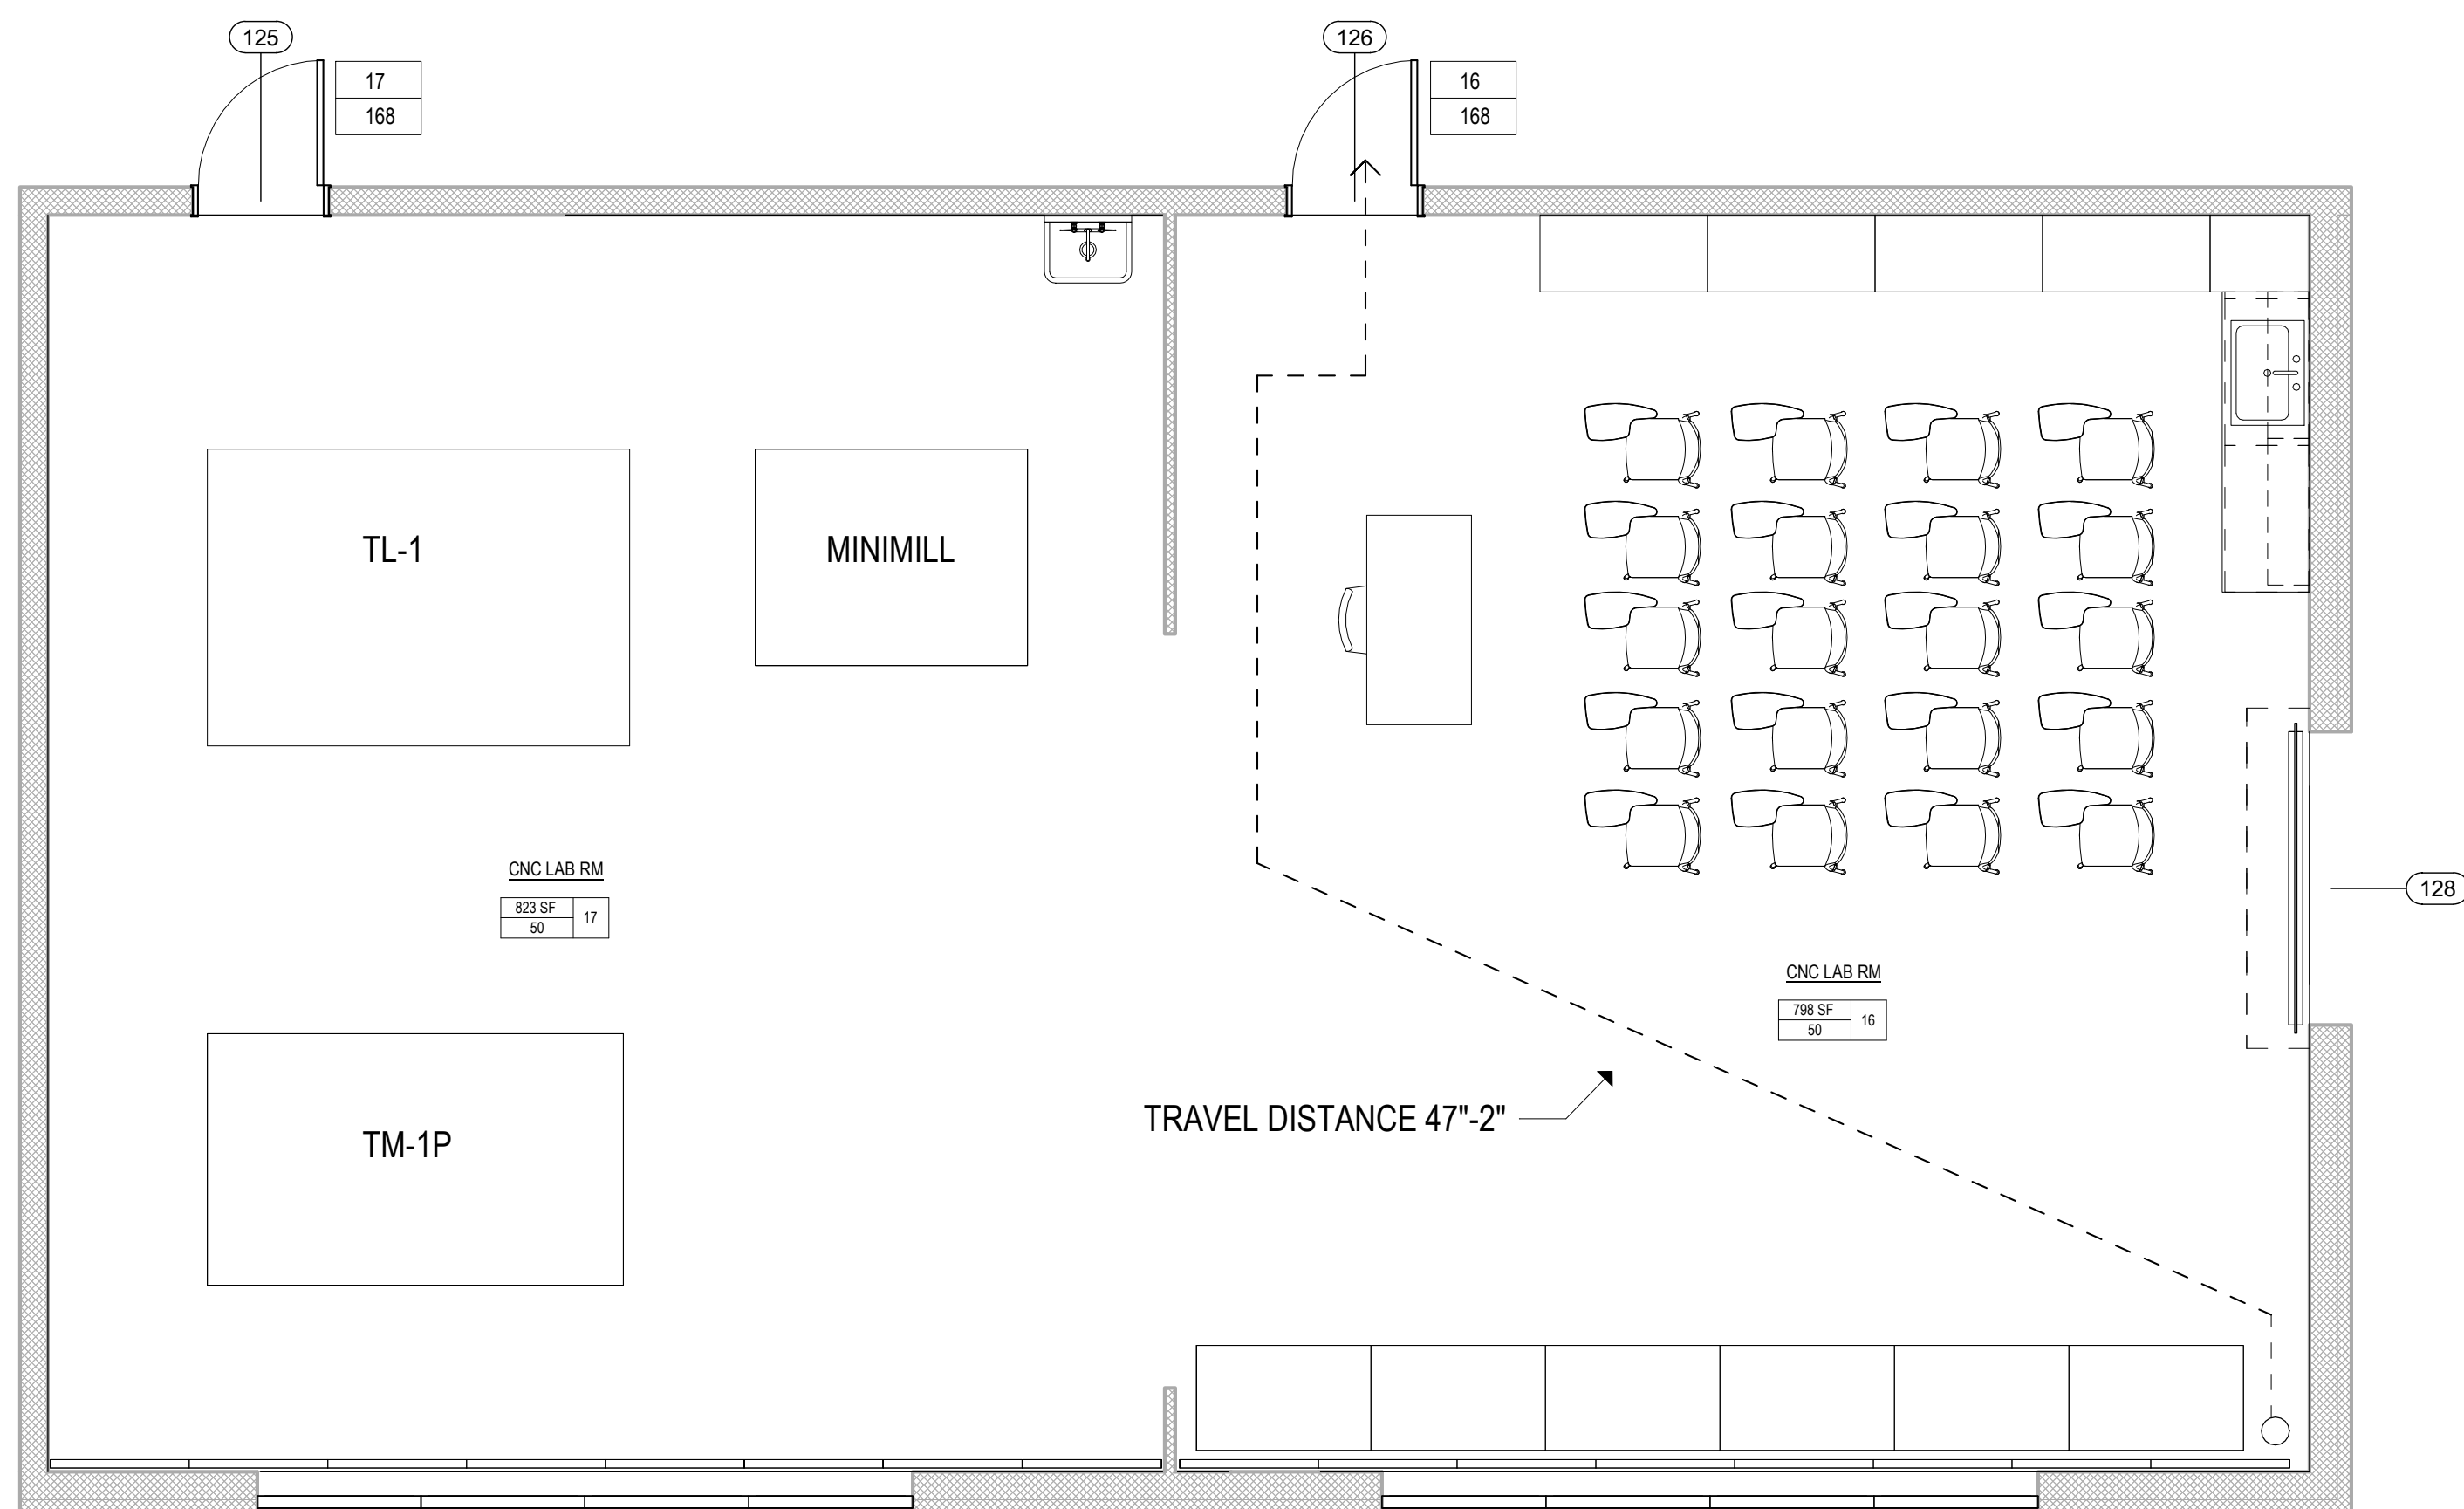 125
126
17
168
16
168
TL-1
MINIMILL
CNC LAB RM
823 SF
50
17
128
CNC LAB RM
798 SF
50
16
TRAVEL DISTANCE 47"-2"
TM-1P